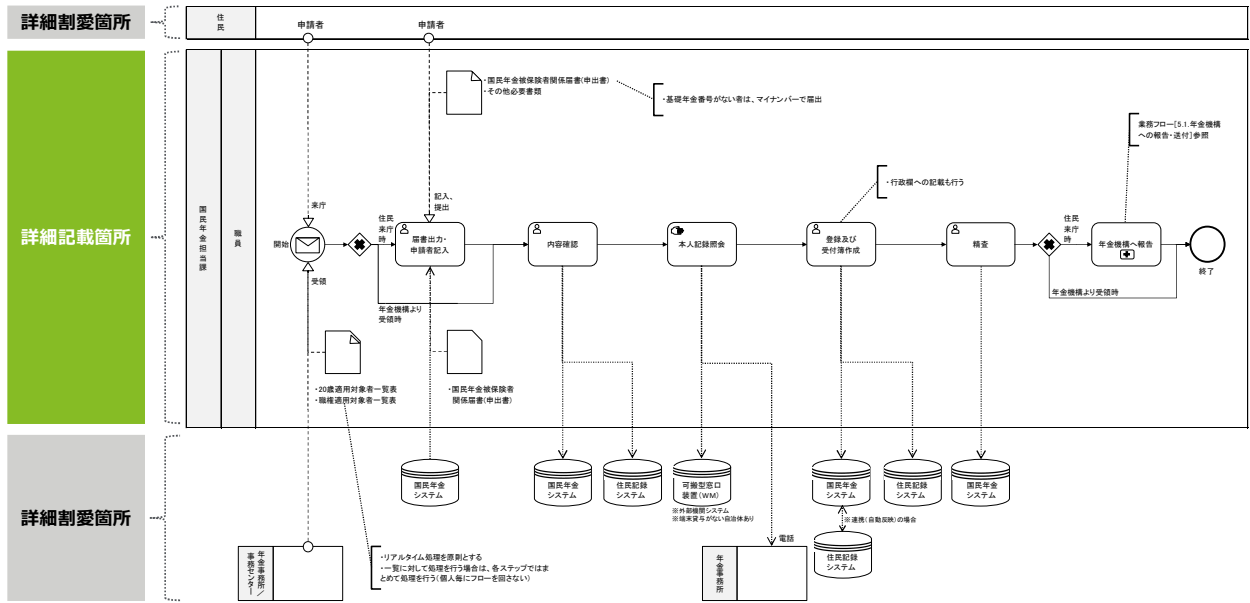 詳細割愛箇所
住民
申請者
申請者
詳細記載箇所
国民年金担当課
職員
・国民年金被保険者関係届書(申出書)
・その他必要書類
・基礎年金番号がない者は、マイナンバーで届出
業務フロー[5.1.年金機構
への報告・送付]参照
・行政欄への記載も行う
来庁
記入、
提出
開始
住民
来庁
時
届書出力・
申請者記入
内容確認
本人記録照会
登録及び
受付簿作成
精査
住民
来庁
時
年金機構へ報告
終了
受領
年金機構より
受領時
年金機構より受領時
・20歳適用対象者一覧表
・職権適用対象者一覧表
・国民年金被保険者
関係届書(申出書)
詳細割愛箇所
国民年金
システム
国民年金
システム
住民記録
システム
可搬型窓口
装置(WM)
※外部機関システム
※端末貸与がない自治体あり
国民年金
システム
住民記録
システム
国民年金
システム
※連携(自動反映)の場合
住民記録
システム
年金事務所/
事務センター
・リアルタイム処理を原則とする
・一覧に対して処理を行う場合は、各ステップではま
とめて処理を行う(個人毎にフローを回さない)
電話
年金事務所